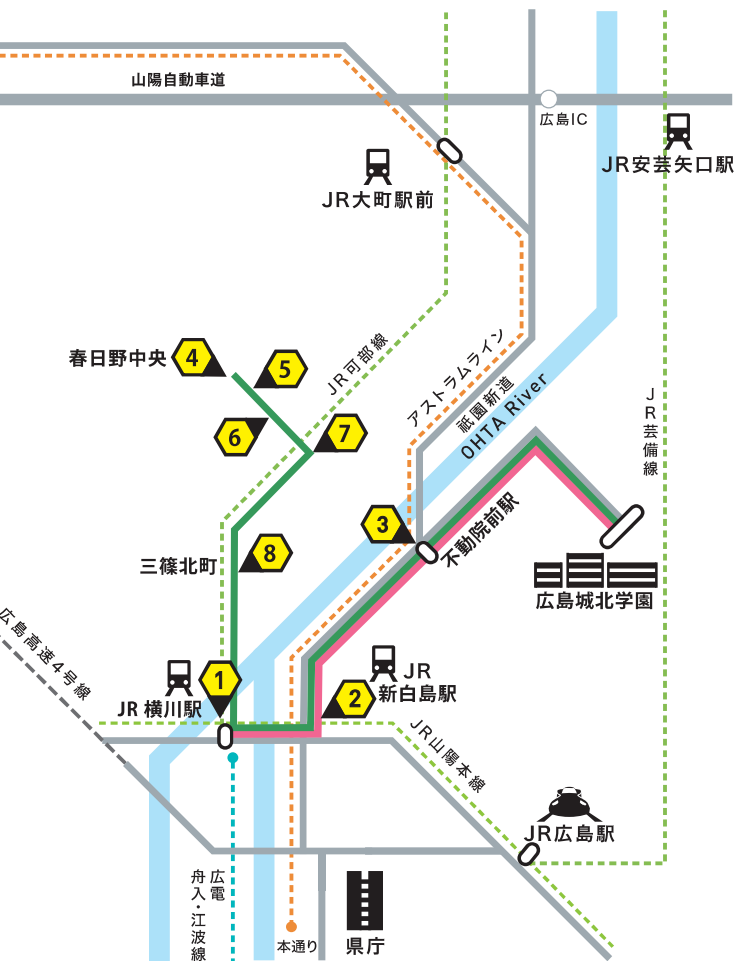 山陽自動車道
広島IC
JR安芸矢口駅
JR大町駅前
JR可部線
アストラムライン
祇園新道
OHTA River
春日野中央
4
5
6
7
JR芸備線
3
不動院前駅
8
三篠北町
広島城北学園
広島高速4号線
1
JR横川駅
JR
新白島駅
2
JR山陽本線
JR広島駅
広電
舟入・江波線
本通り
県庁